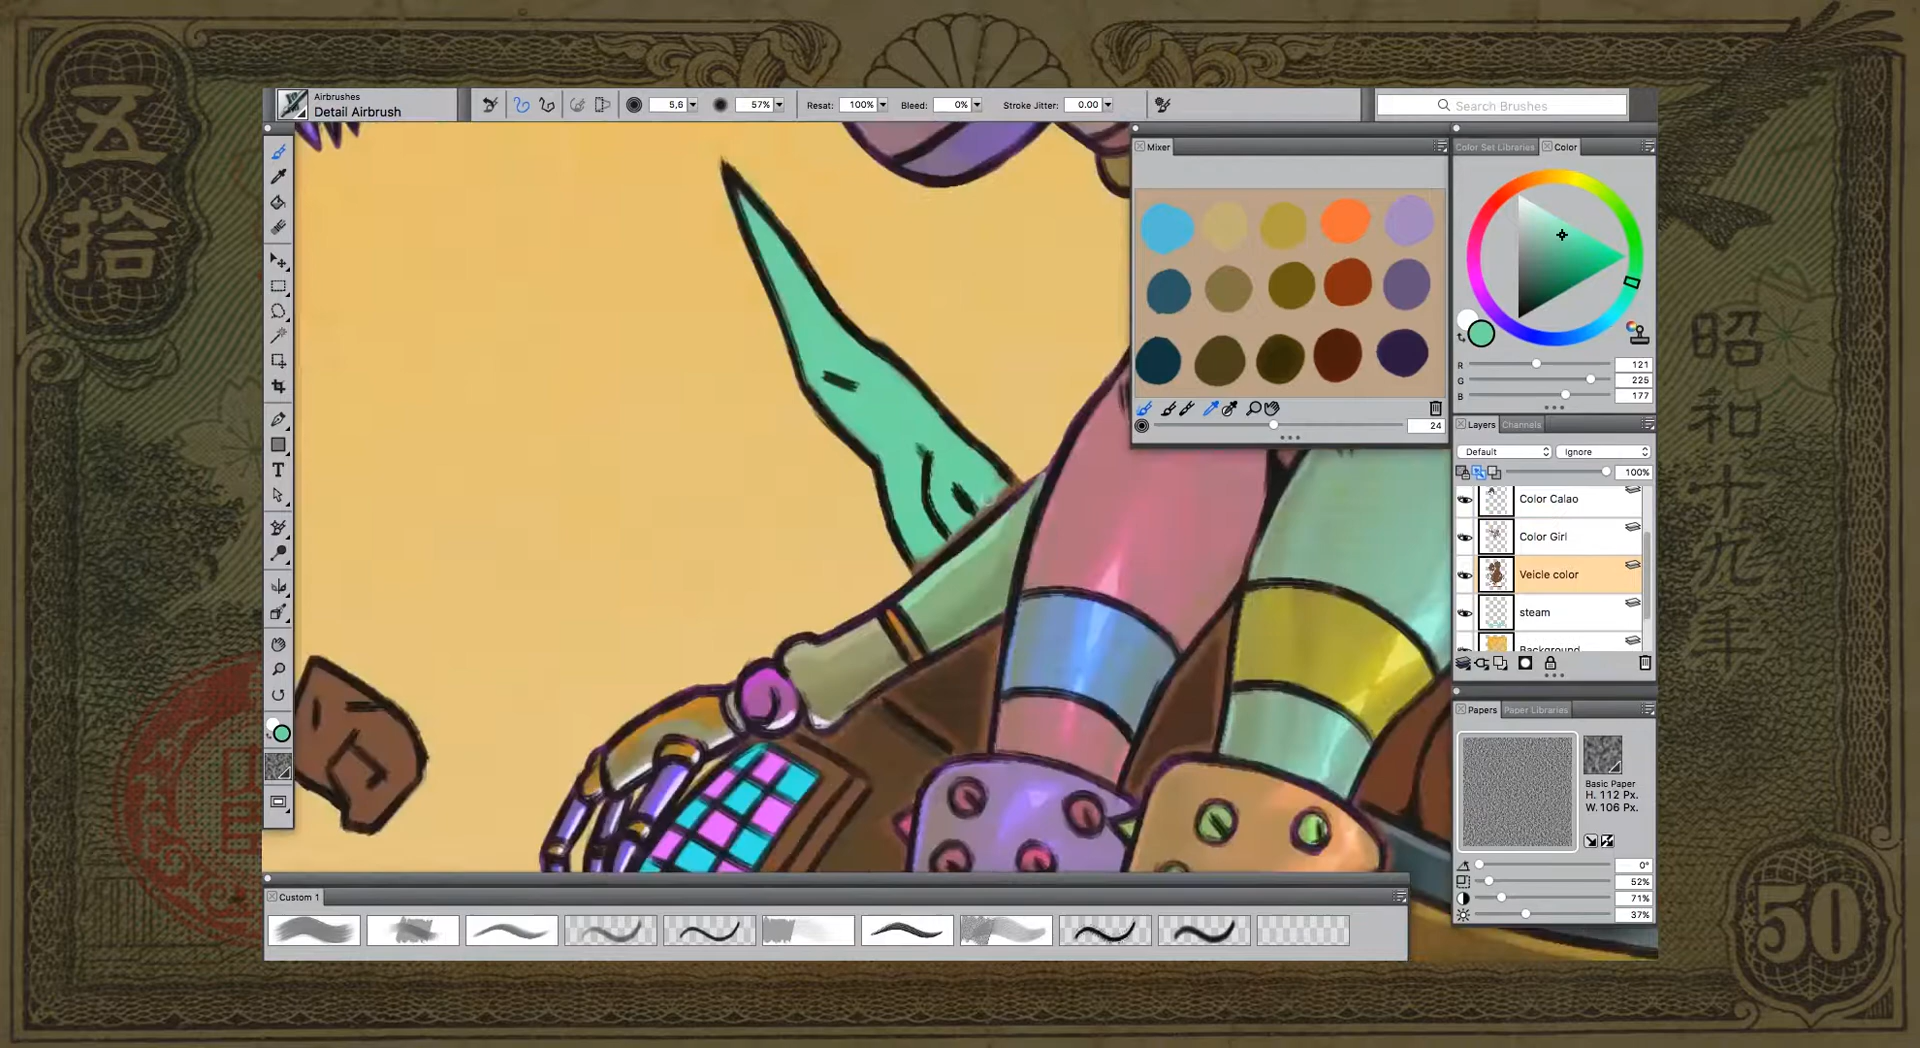 五
拾
Airbrushes
Detail Airbrush
5,6
57%
Resat: 100%
Bleed: 0%
Stroke Jitter: 0.00
Search Brushes
Mixer
24
Color Set Libraries
Color
R 121
G 225
B 177
Layers
Channels
Default
Ignore
100%
Color Calao
Color Girl
Veicle color
steam
Background
Papers
Paper Libraries
Basic Paper
H. 112 Px.
W. 106 Px.
0°
52%
71%
37%
T
Custom 1
昭和十九年
50